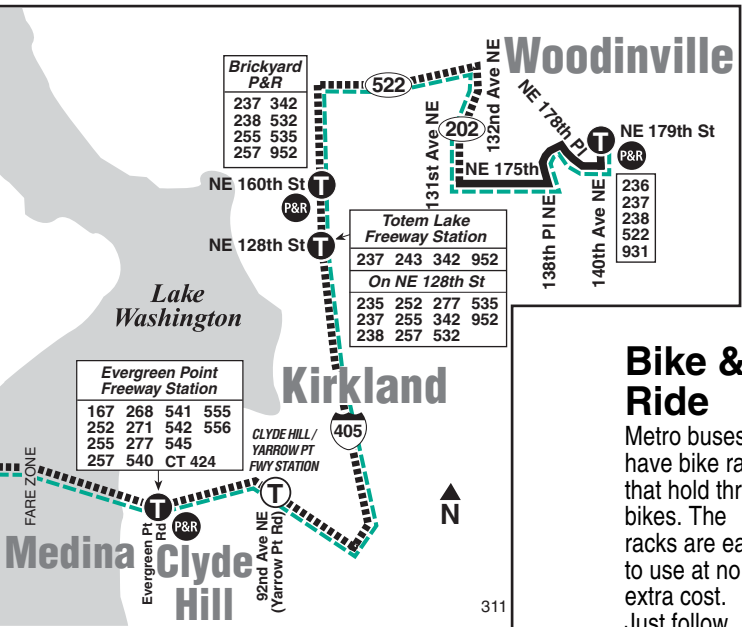 Woodinville
Brickyard
P&R
237 342
238 532
255 535
257 952
522
131st Ave NE
132nd Ave NE
202
NE 178th Pl
T
NE 179th St
P&R
NE 175th
236
237
238
522
931
138th Pl NE
140th Ave NE
NE 160th St
T
P&R
NE 128th St
T
Totem Lake
Freeway Station
237 243 342 952
On NE 128th St
235 252 277 535
237 255 342 952
238 257 532
Lake
Washington
Kirkland
405
Evergreen Point
Freeway Station
167 268 541 555
252 271 542 556
255 277 545
257 540 CT 424
CLYDE HILL/
YARROW PT
FWY STATION
FARE ZONE
T
P&R
T
N
Medina
Evergreen Pt
Rd
Clyde
Hill
92nd Ave NE
(Yarrow Pt Rd)
311
Bike &
Ride
Metro buses
have bike ra
that hold thr
bikes. The
racks are ea
to use at no
extra cost.
Just follow